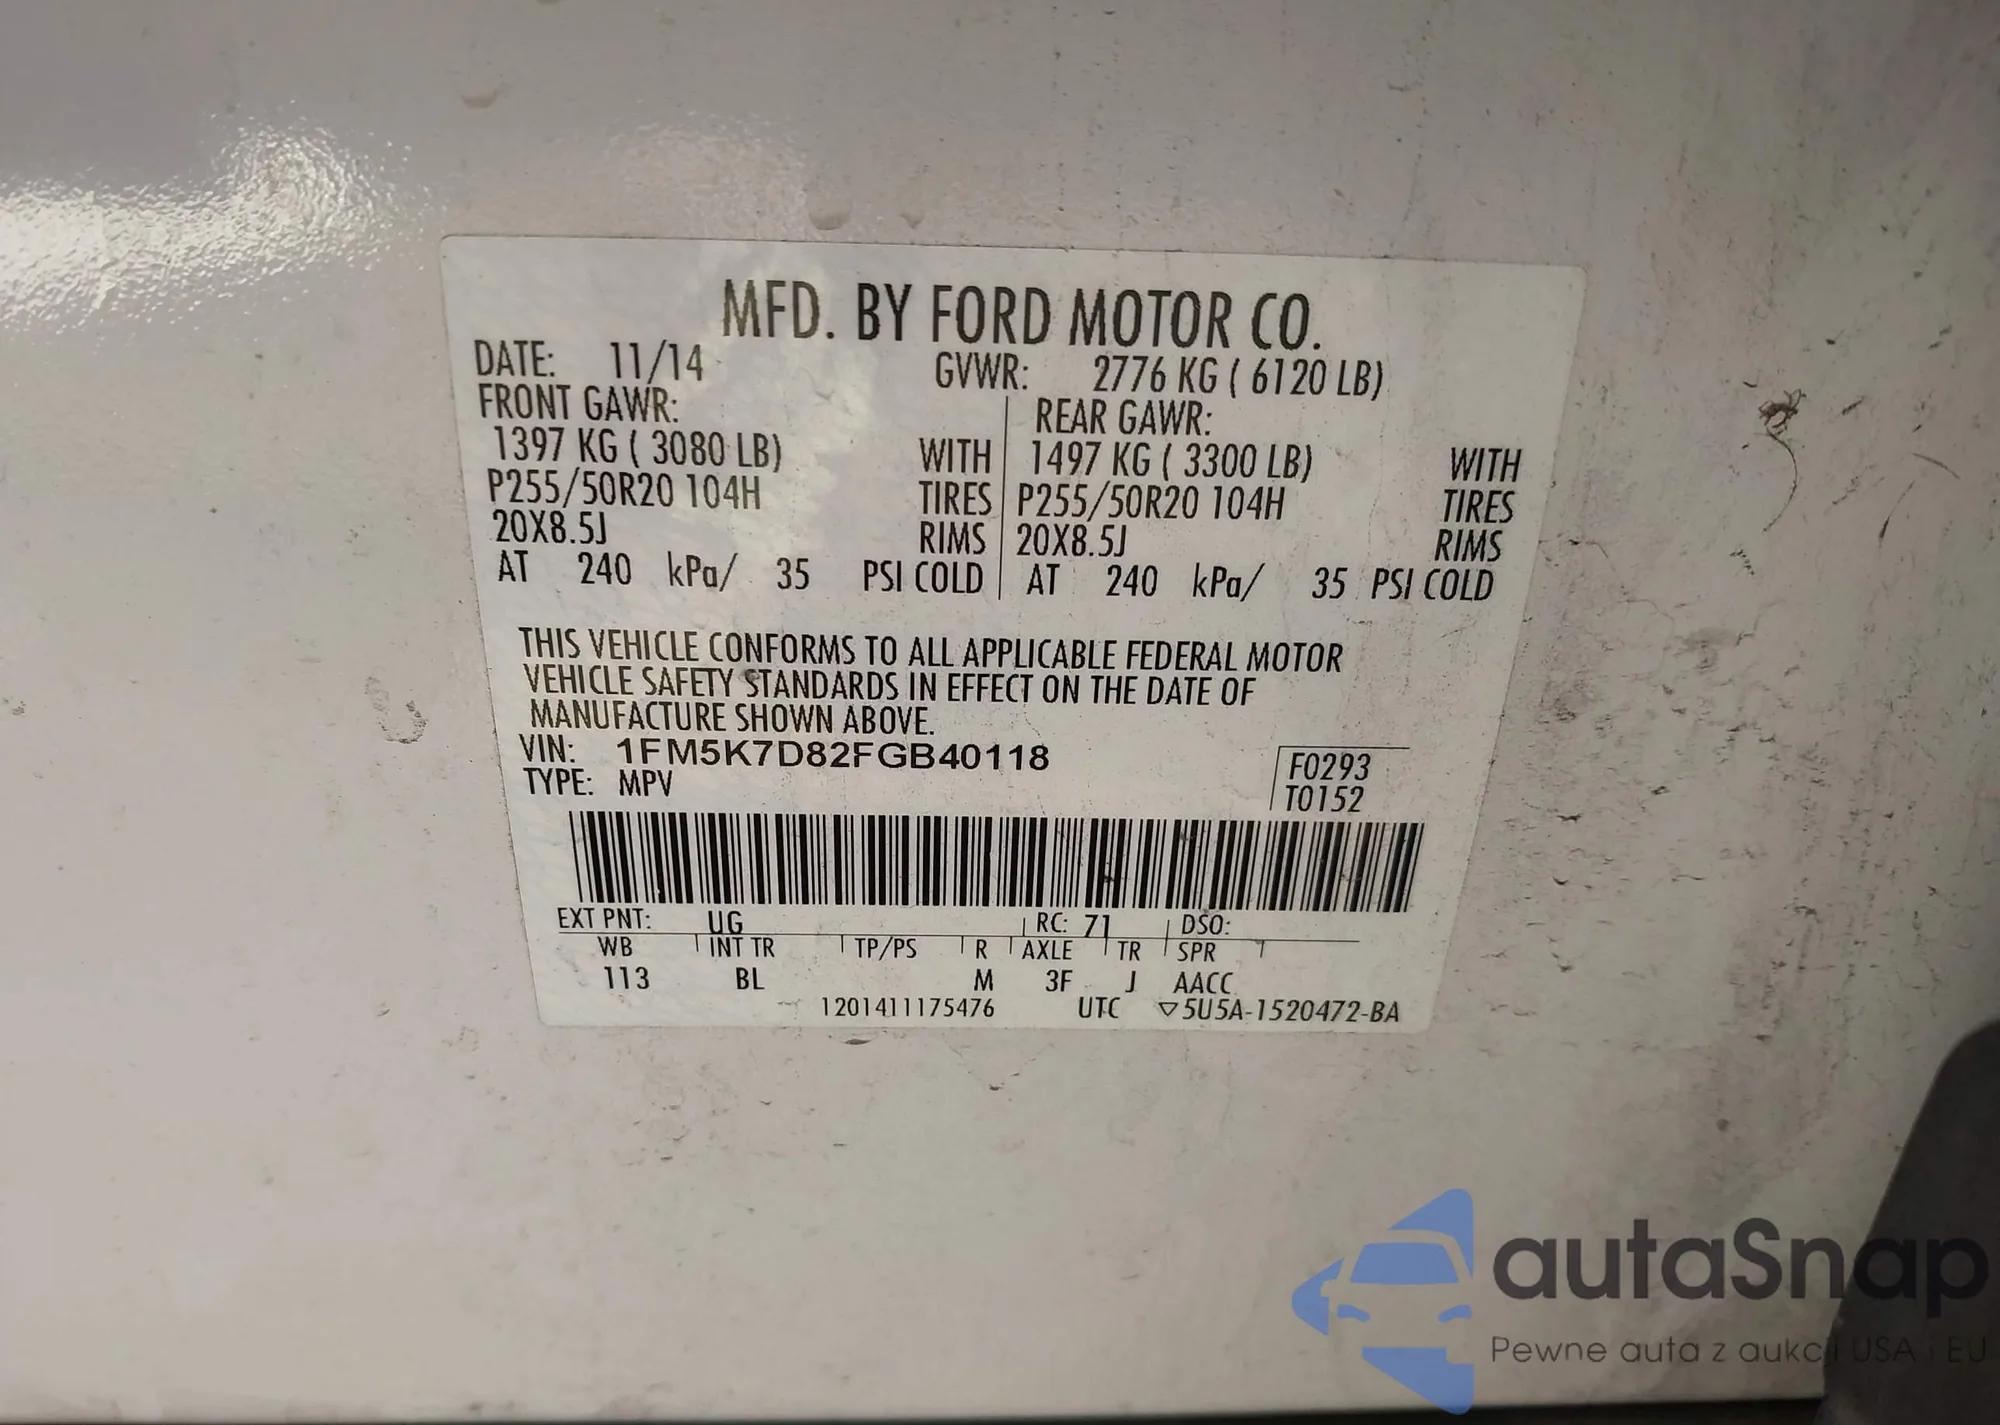 MFD. BY FORD MOTOR CO.
DATE: 11/14 GVWR: 2776 KG ( 6120 LB)
FRONT GAWR: REAR GAWR:
1397 KG ( 3080 LB) WITH 1497 KG ( 3300 LB) WITH
P255/50R20 104H TIRES P255/50R20 104H TIRES
20X8.5J RIMS 20X8.5J RIMS
AT 240 kPa/ 35 PSI COLD AT 240 kPa/ 35 PSI COLD
THIS VEHICLE CONFORMS TO ALL APPLICABLE FEDERAL MOTOR
VEHICLE SAFETY STANDARDS IN EFFECT ON THE DATE OF
MANUFACTURE SHOWN ABOVE.
VIN: 1FM5K7D82FGB40118 F0293
TYPE: MPV T0152
EXT PNT: UG RC: 71 DSO:
WB INT TR TP/PS R AXLE TR SPR
113 BL M 3F J AACC
1201411175476 UTC ▽5U5A-1520472-BA
autaSnap
Pewne auta z aukcji USA i EU